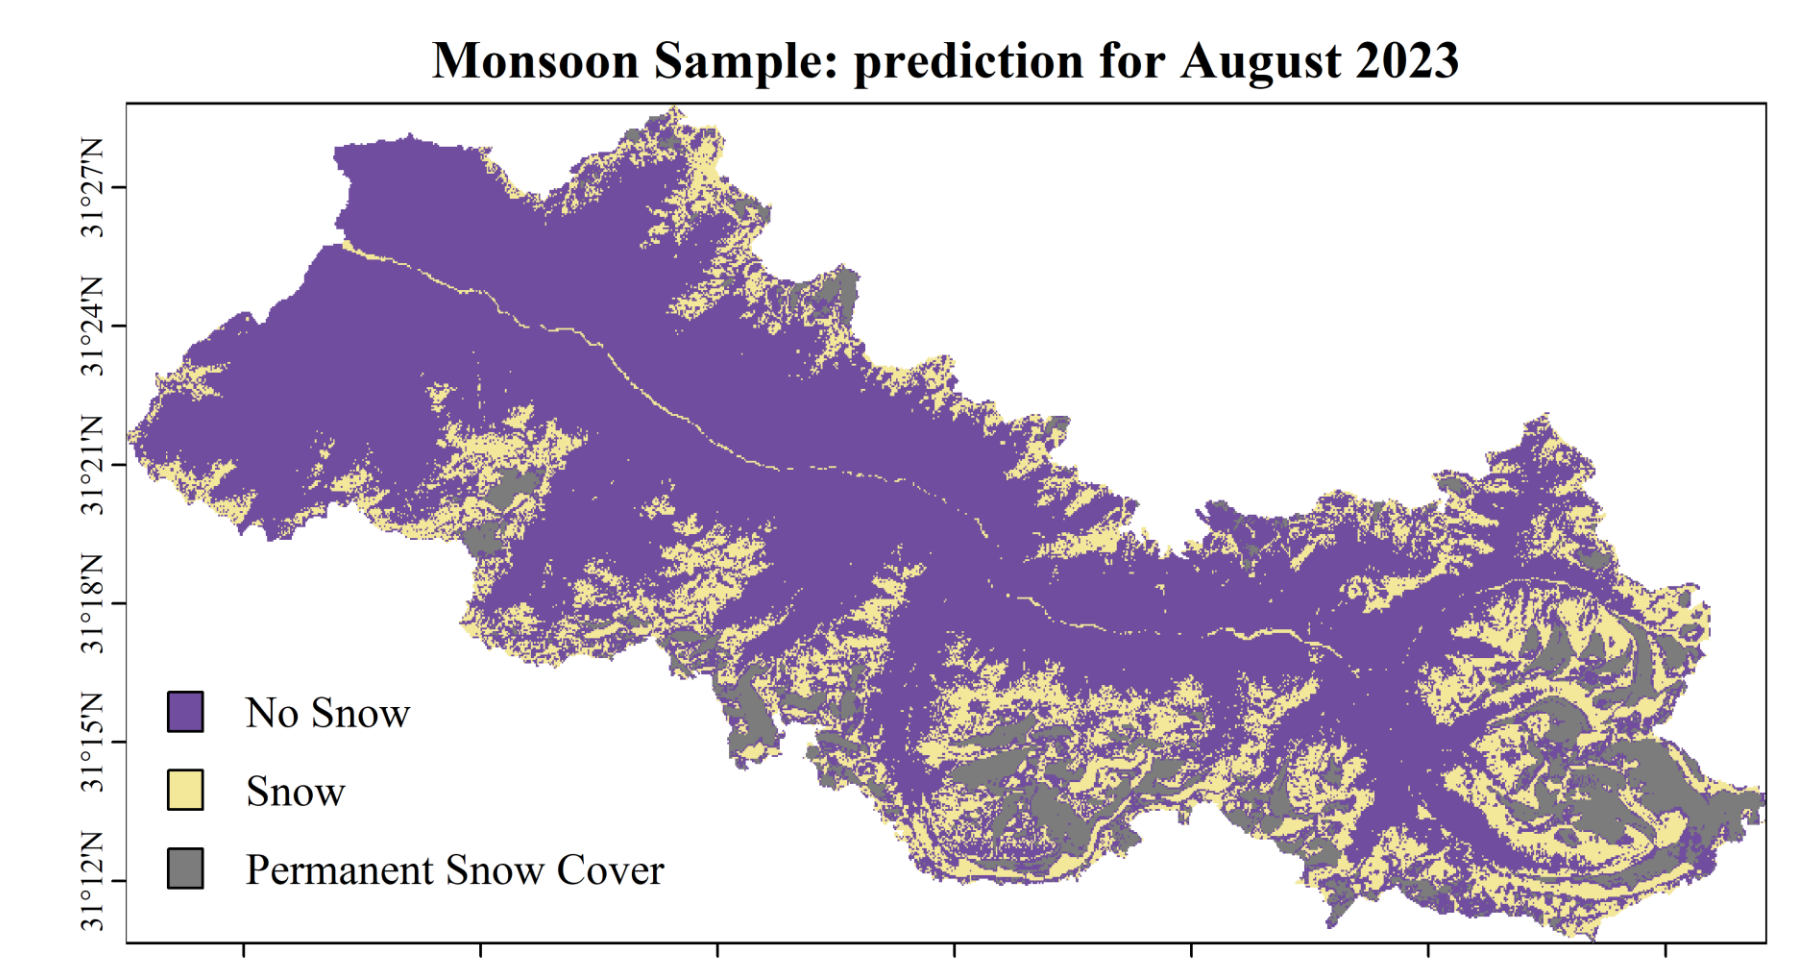 Monsoon Sample: prediction for August 2023
31°27'N
31°24'N
31°21'N
31°18'N
31°15'N
31°12'N
No Snow
Snow
Permanent Snow Cover